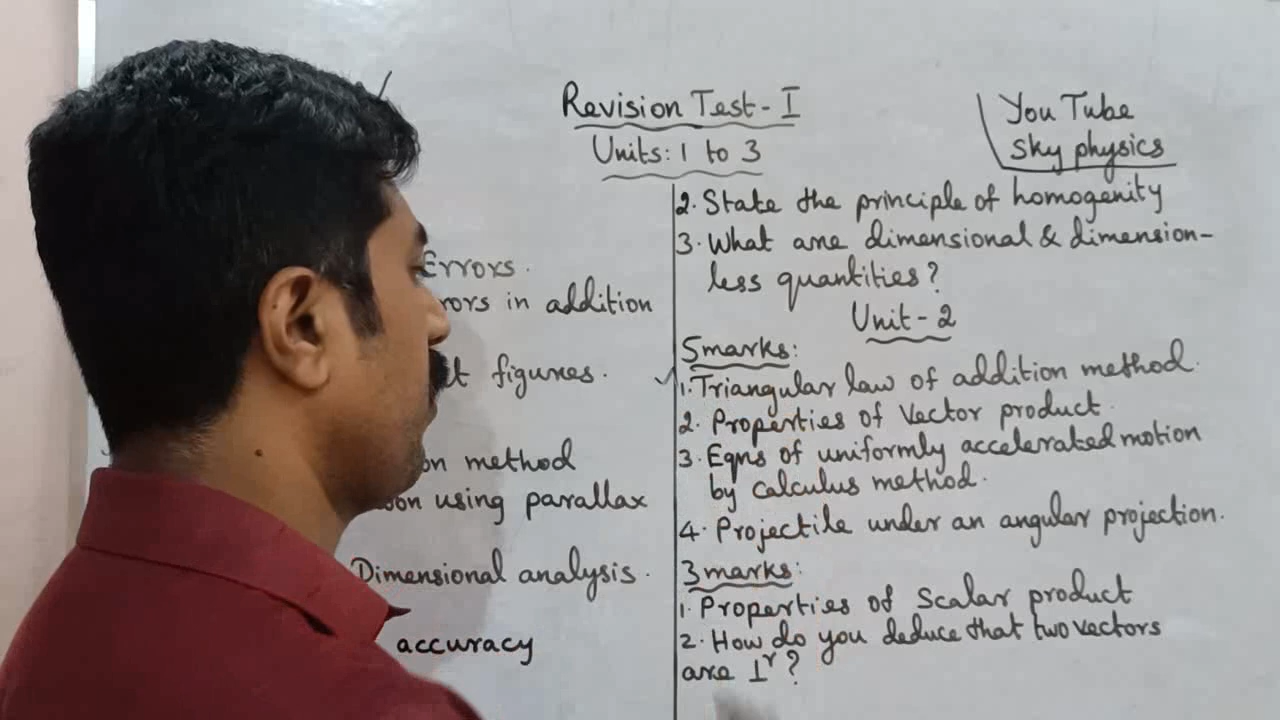 Revision Test - I
Units: 1 to 3
You Tube
Sky physics
Errors.
in addition
figures.
method
using parallax
Dimensional analysis.
accuracy
2. State the principle of homogenity
3. What are dimensional & dimension-
less quantities?
Unit - 2
5marks:
1. Triangular law of addition method.
2. Properties of Vector product.
3. Eqns of uniformly accelerated motion
by calculus method.
4. Projectile under an angular projection.
3marks:
1. Properties of Scalar product
2. How do you deduce that two vectors
are ⊥r?